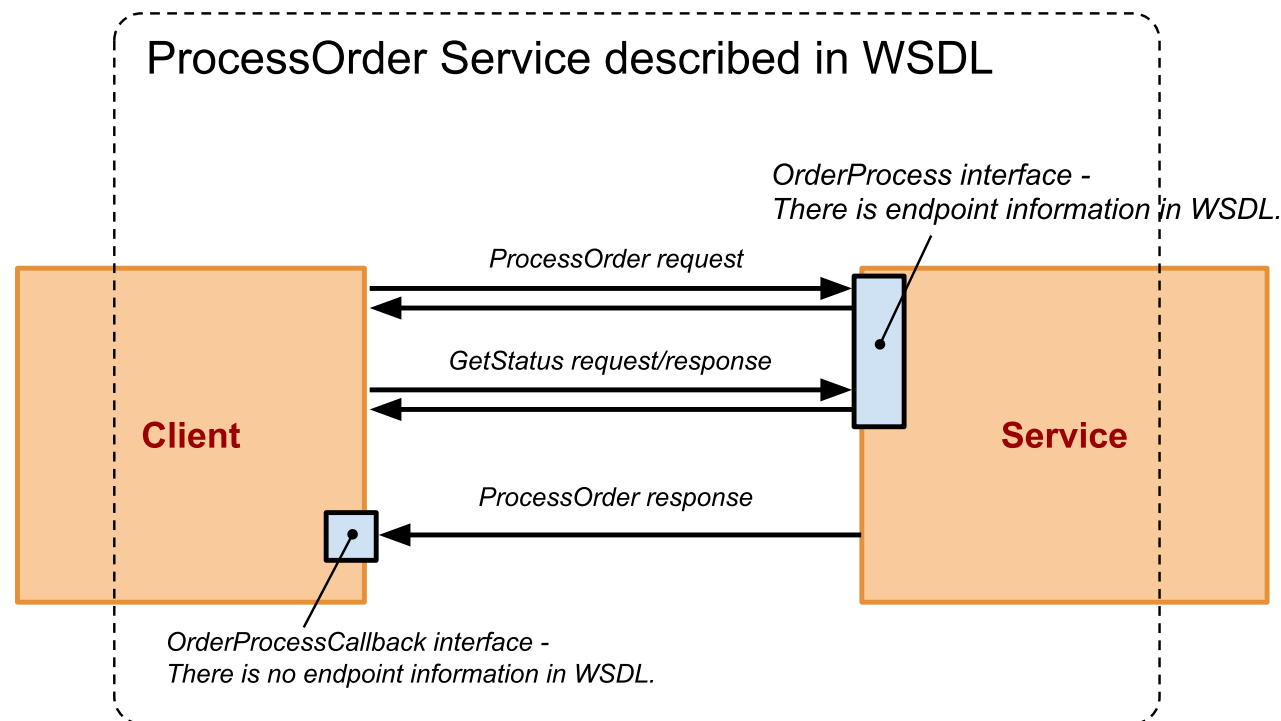 ProcessOrder Service described in WSDL
OrderProcess interface -
There is endpoint information in WSDL.
ProcessOrder request
GetStatus request/response
Client
Service
ProcessOrder response
OrderProcessCallback interface -
There is no endpoint information in WSDL.